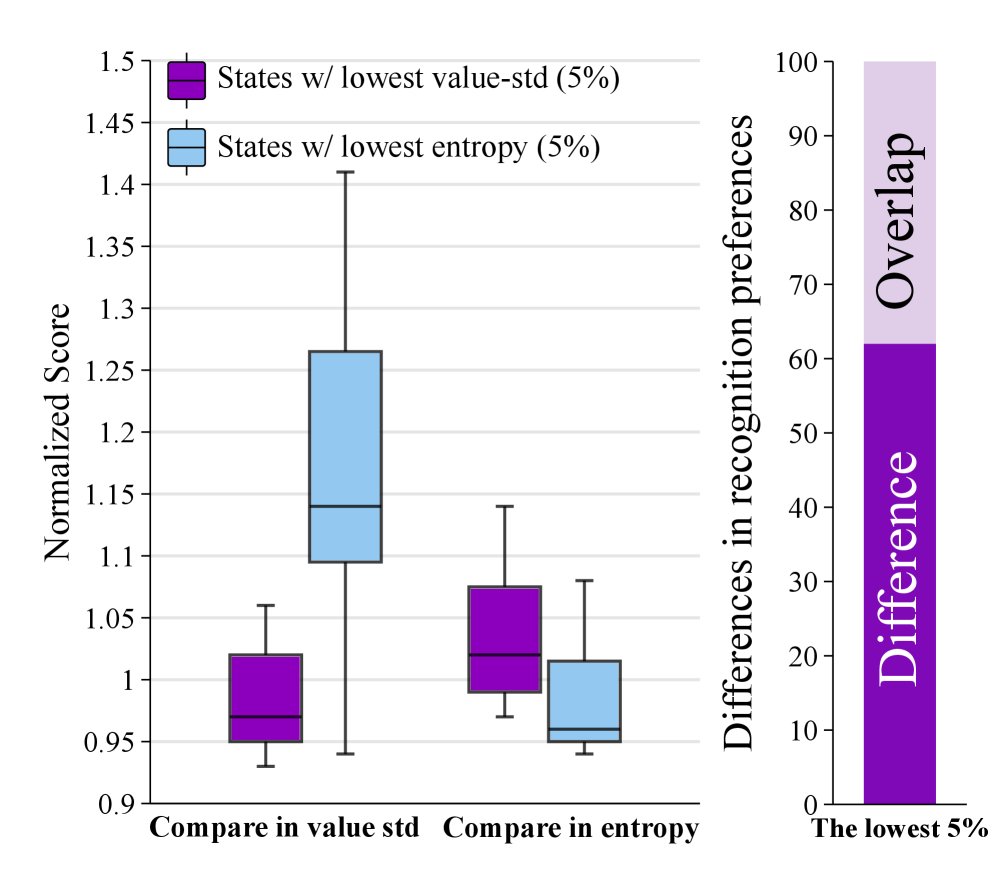 1.5
1.45
1.4
1.35
1.3
1.25
1.2
1.15
1.1
1.05
1
0.95
0.9
Normalized Score
States w/ lowest value-std (5%)
States w/ lowest entropy (5%)
Compare in value std
Compare in entropy
Differences in recognition preferences
100
90
80
70
60
50
40
30
20
10
0
Overlap
Difference
The lowest 5%